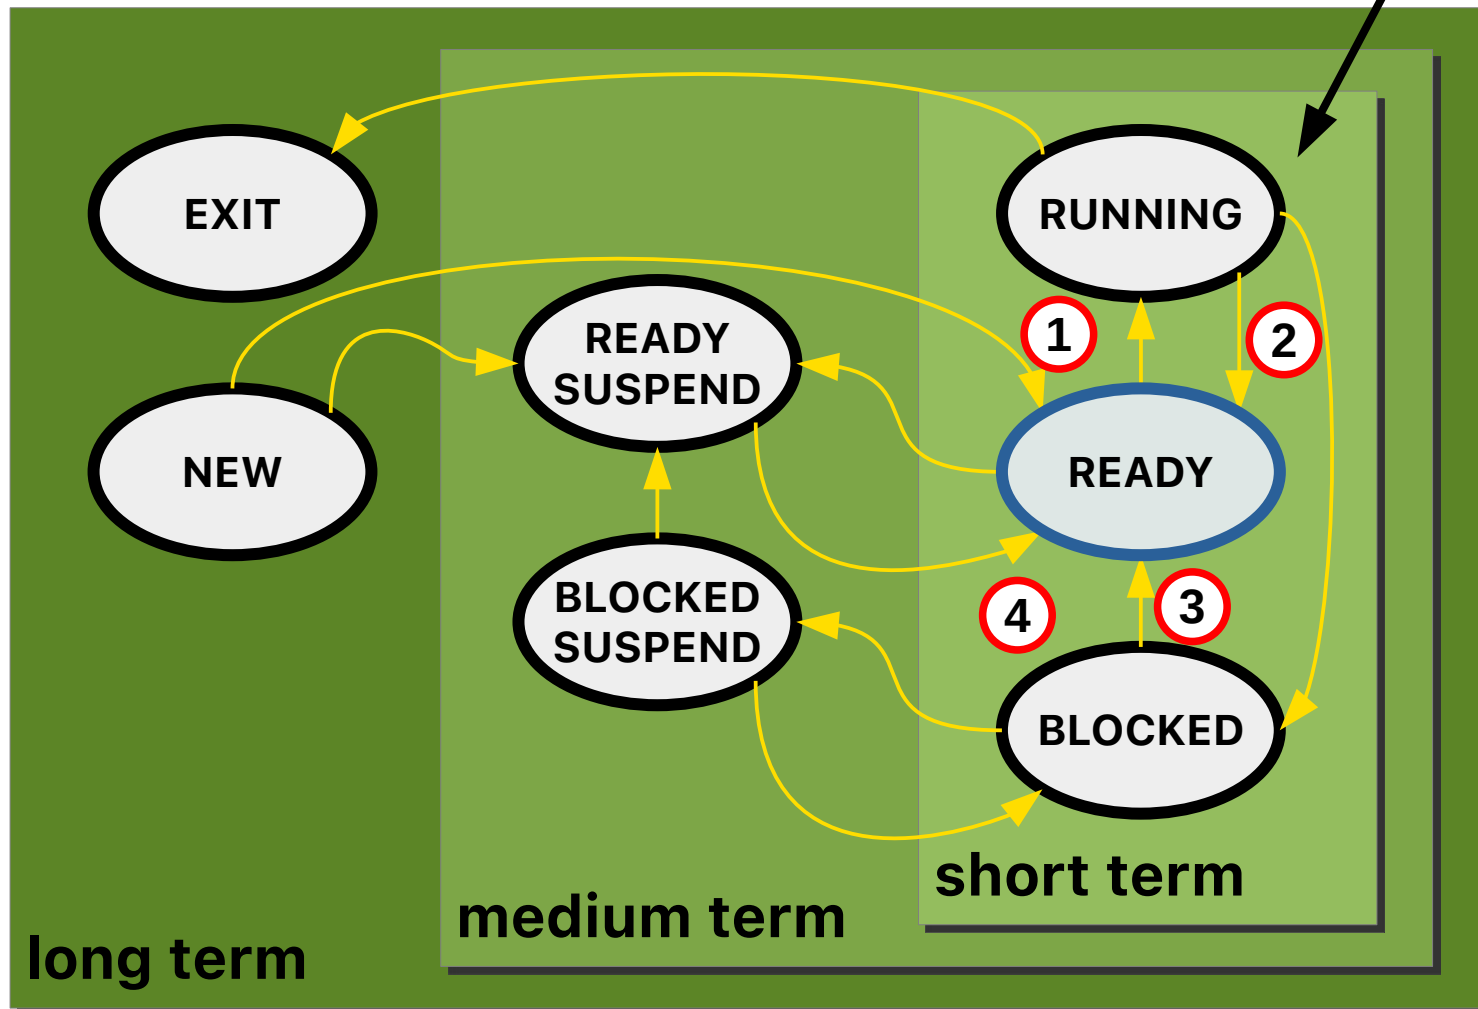 EXIT
RUNNING
READY
SUSPEND
1
2
NEW
READY
BLOCKED
SUSPEND
4
3
BLOCKED
short term
medium term
long term